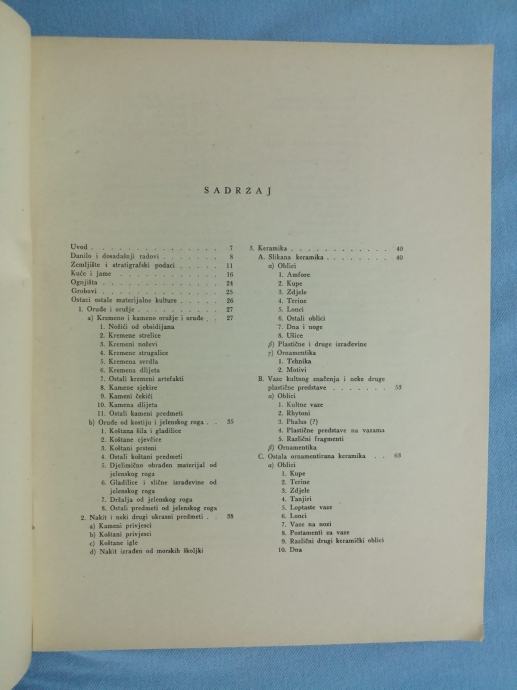 SADRŽAJ
Uvod . . . . . . . . . . . . . . . . 7
Danilo i dosadašnji radovi . . . . . . . 8
Zemljište i stratigrafski podaci . . . . . 11
Kuće i jame . . . . . . . . . . . . . 16
Ognjišta . . . . . . . . . . . . . . 24
Grobovi . . . . . . . . . . . . . . 25
Ostaci ostale materijalne kulture . . . . 26
1. Oruđe i oružje . . . . . . . . . . 27
a) Kremeno i kameno oružje i oruđe . . 27
1. Nožići od obsidijana
2. Kremene strelice
3. Kremeni noževi
4. Kremene strugalice
5. Kremena svrdla
6. Kremena dlijeta
7. Ostali kremeni artefakti
8. Kamene sjekire
9. Kameni čekići
10. Kamena dlijeta
11. Ostali kameni predmeti
b) Oruđe od kostiju i jelenskog roga . . 35
1. Koštana šila i gladilice
2. Koštane cjevčice
3. Koštani prsteni
4. Ostali koštani predmeti
5. Djelimično obrađen materijal od
jelenskog roga
6. Gladilice i slične izrađevine od
jelenskog roga
7. Držalja od jelenskog roga
8. Ostali predmeti od jelenskog roga
2. Nakit i neki drugi ukrasni predmeti . . 38
a) Kameni privjesci
b) Koštani privjesci
c) Koštane igle
d) Nakit izrađen od morskih školjki
3. Keramika . . . . . . . . . . . . . 40
A. Slikana keramika . . . . . . . . . 40
α) Oblici
1. Amfore
2. Kupe
3. Zdjele
4. Terine
5. Lonci
6. Ostali oblici
7. Dna i noge
8. Ušice
β) Plastične i druge izrađevine
γ) Ornamentika
1. Tehnika
2. Motivi
B. Vaze kultnog značenja i neke druge
plastične predstave . . . . . . . . 53
α) Oblici
1. Kultne vaze
2. Rhytoni
3. Phalus (?)
4. Plastične predstave na vazama
5. Različni fragmenti
β) Ornamentika
C. Ostala ornamentirana keramika . . 63
α) Oblici
1. Kupe
2. Terine
3. Zdjele
4. Tanjiri
5. Loptaste vaze
6. Lonci
7. Vaze na nozi
8. Postamenti za vaze
9. Različni drugi keramički oblici
10. Dna